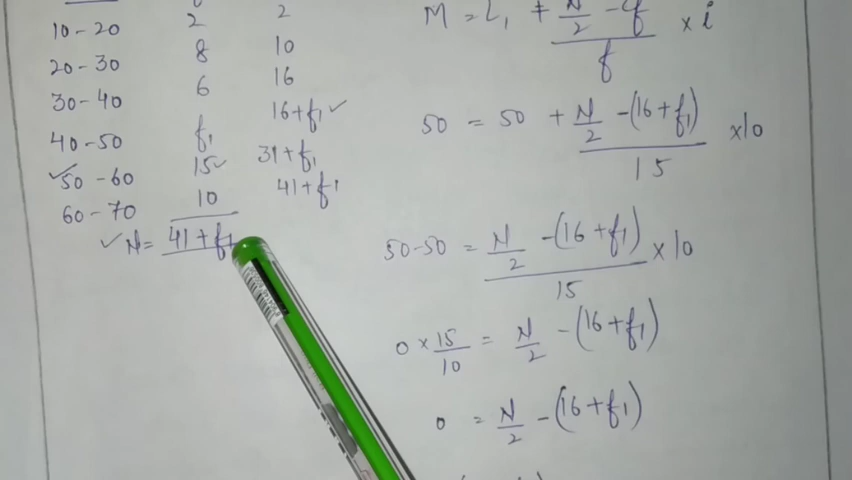 10-20 2 2
20-30 8 10
30-40 6 16
40-50 f₁ 16+f₁ ✓
✓50-60 15✓ 31+f₁
60-70 10 41+f₁
✓ N= 41+f₁
M = L₁ + (N/2 - cf)/f × i
50 = 50 + (N/2 - (16+f₁))/15 ×10
50-50 = (N/2 - (16+f₁))/15 ×10
0 × 15/10 = N/2 - (16+f₁)
0 = N/2 - (16+f₁)